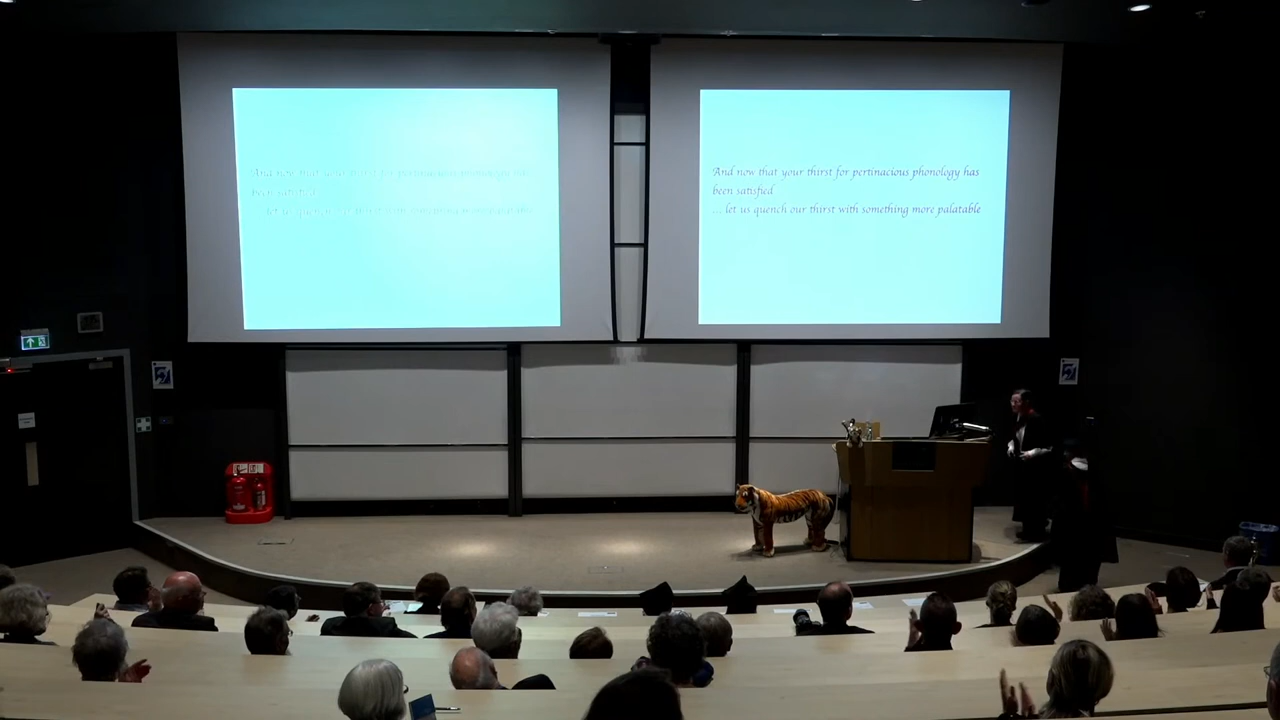 And now that your thirst for pertinacious phonology has
been satisfied
... let us quench our thirst with something more palatable